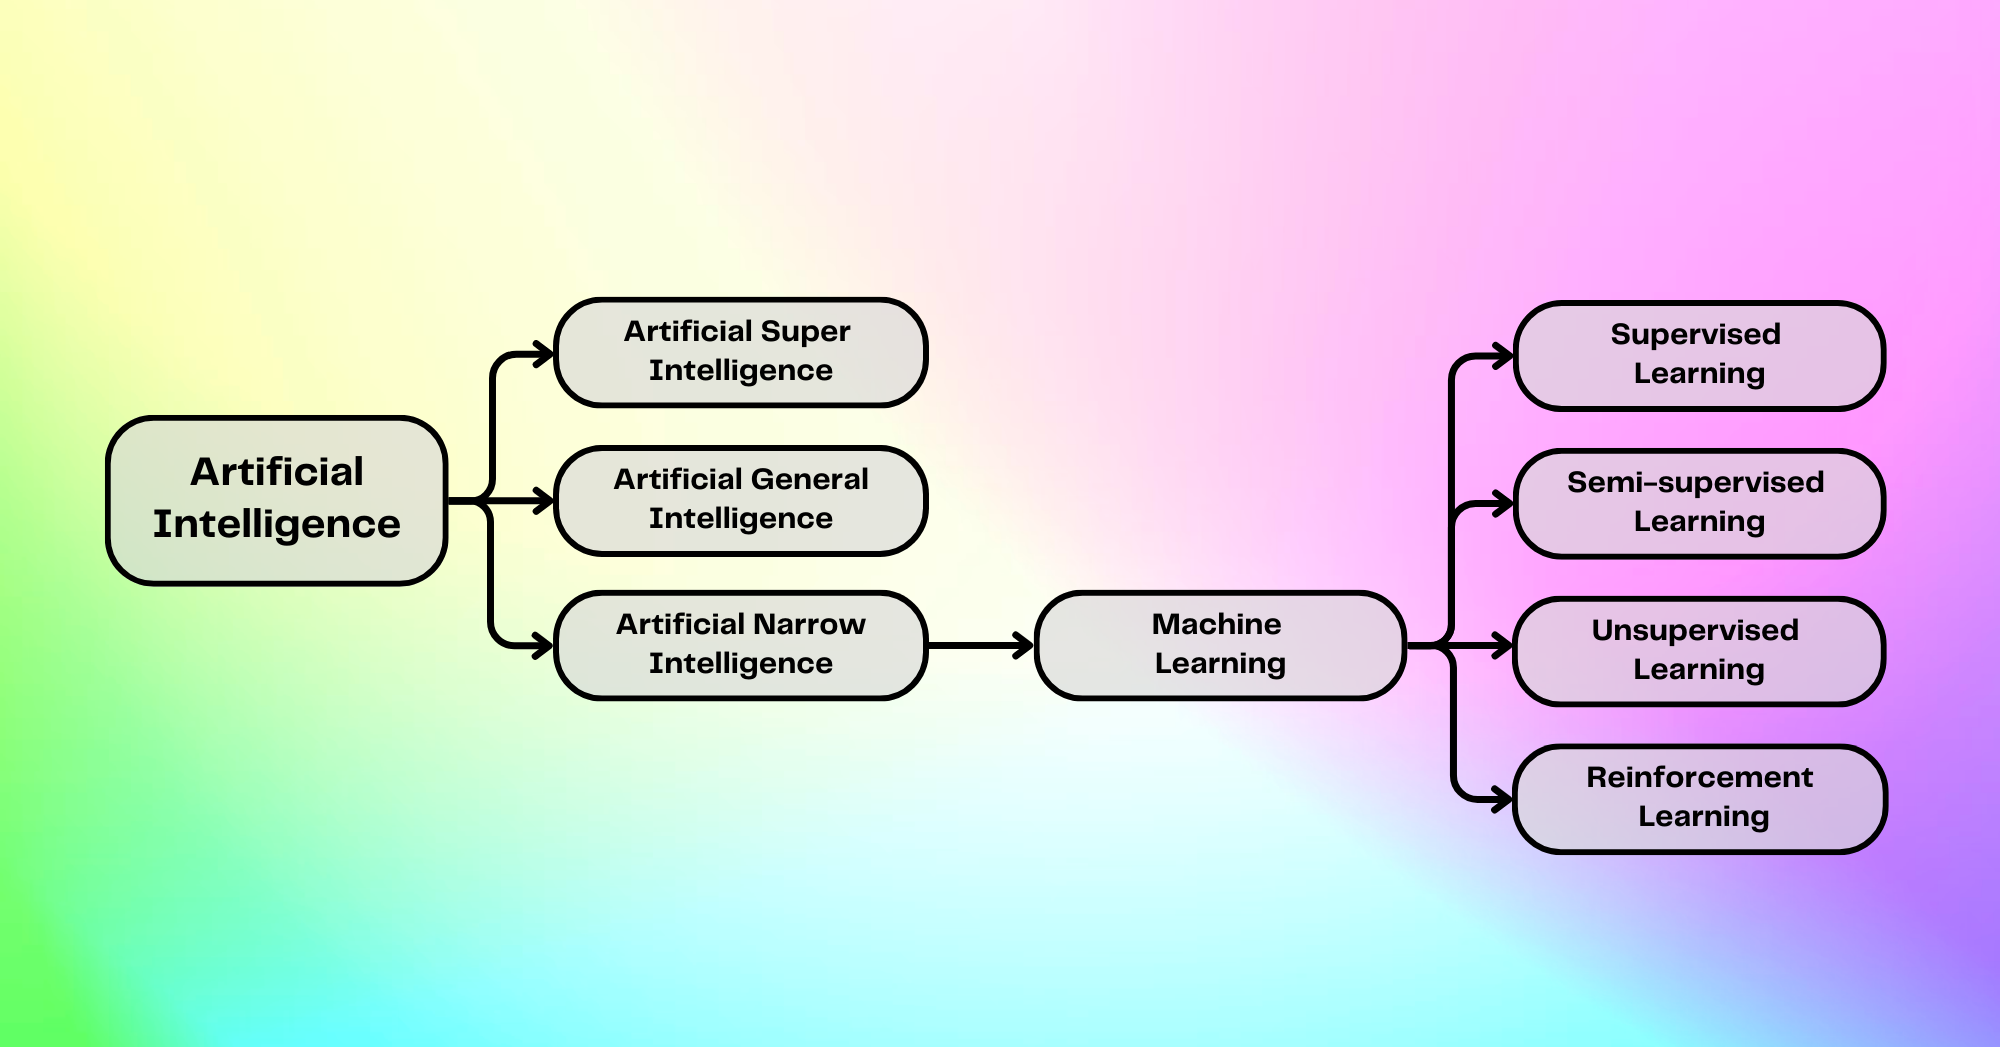 Artificial
Intelligence
Artificial Super
Intelligence
Artificial General
Intelligence
Artificial Narrow
Intelligence
Machine
Learning
Supervised
Learning
Semi-supervised
Learning
Unsupervised
Learning
Reinforcement
Learning